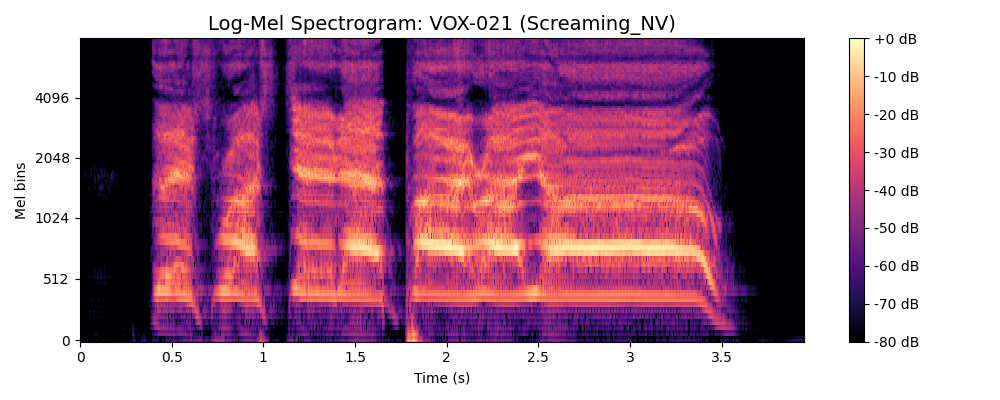 Log-Mel Spectrogram: VOX-021 (Screaming_NV)
Mel bins
4096
2048
1024
512
0
0
0.5
1
1.5
2
2.5
3
3.5
Time (s)
+0 dB
-10 dB
-20 dB
-30 dB
-40 dB
-50 dB
-60 dB
-70 dB
-80 dB